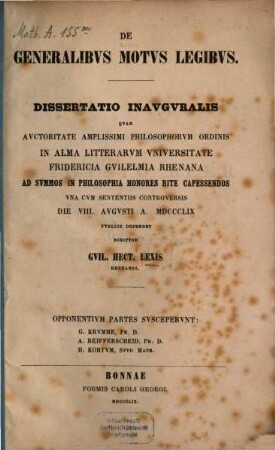 Math. A. 155 m
DE
GENERALIBVS MOTVS LEGIBVS.
DISSERTATIO INAVGVRALIS
QVAM
AVCTORITATE AMPLISSIMI PHILOSOPHORVM ORDINIS
IN ALMA LITTERARVM VNIVERSITATE
FRIDERICIA GVILELMIA RHENANA
AD SVMMOS IN PHILOSOPHIA HONORES RITE CAPESSENDOS
VNA CVM SENTENTIIS CONTROVERSIS
DIE VIII. AVGVSTI A. MDCCCLIX
PVBLICE DEFENDET
SCRIPTOR
GVIL. HECT. LEXIS
RHENANVS.
OPPONENTIVM PARTES SVSCEPERVNT:
G. KRVMME, PH. D.
A. REIFFERSCHEID, PH. D.
H. KORTVM, STVD. MATH.
BONNAE
FORMIS CAROLI GEORGI.
MDCCCLIX.